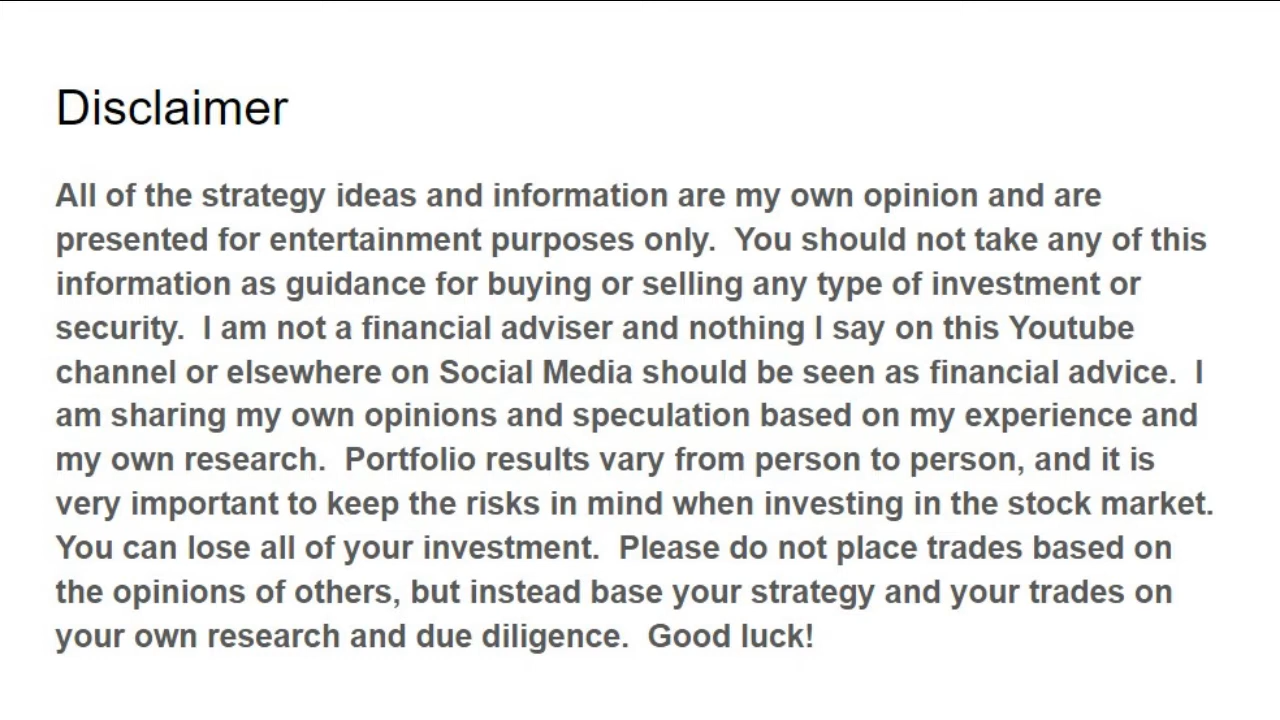 Disclaimer
All of the strategy ideas and information are my own opinion and are
presented for entertainment purposes only.  You should not take any of this
information as guidance for buying or selling any type of investment or
security.  I am not a financial adviser and nothing I say on this Youtube
channel or elsewhere on Social Media should be seen as financial advice.  I
am sharing my own opinions and speculation based on my experience and
my own research.  Portfolio results vary from person to person, and it is
very important to keep the risks in mind when investing in the stock market.
You can lose all of your investment.  Please do not place trades based on
the opinions of others, but instead base your strategy and your trades on
your own research and due diligence.  Good luck!